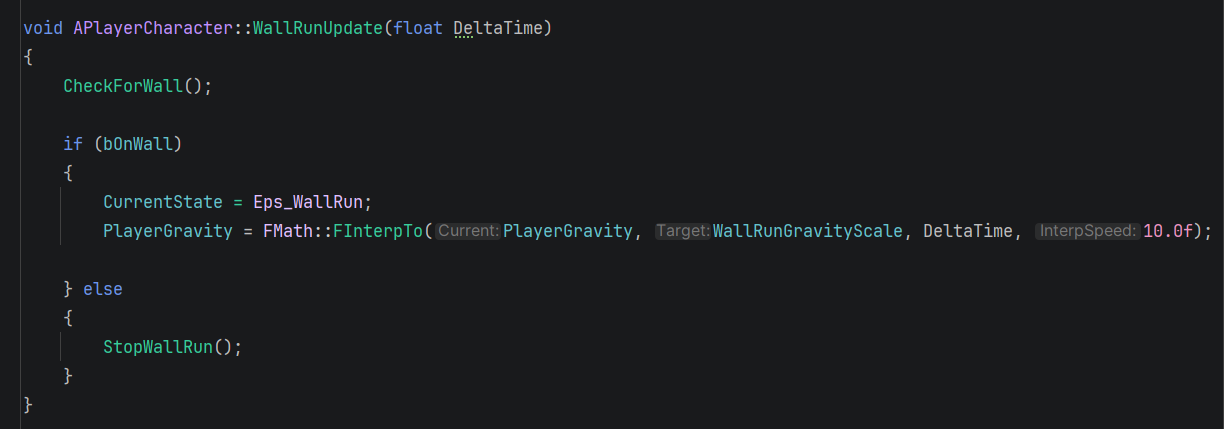 void APlayerCharacter::WallRunUpdate(float DeltaTime)
{
    CheckForWall();

    if (bOnWall)
    {
        CurrentState = Eps_WallRun;
        PlayerGravity = FMath::FInterpTo(Current: PlayerGravity, Target: WallRunGravityScale, DeltaTime, InterpSpeed: 10.0f);

    } else
    {
        StopWallRun();
    }
}